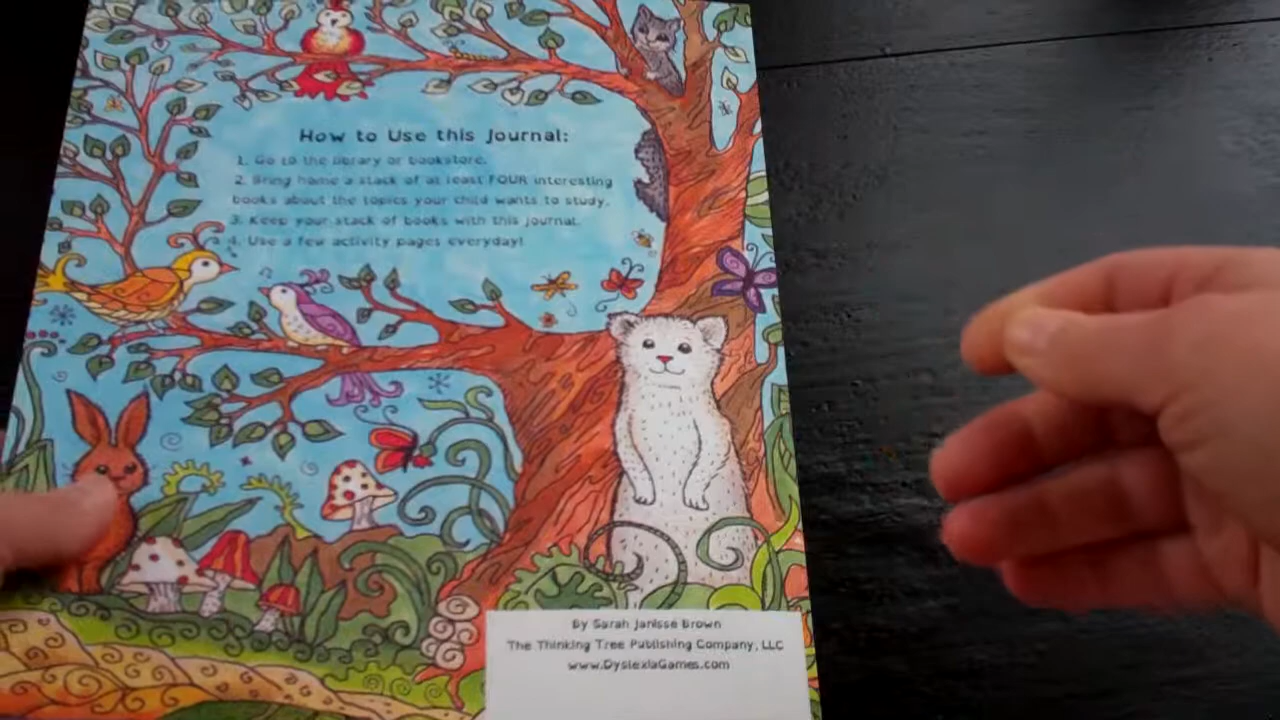 How to Use this Journal:
1. Go to the library or bookstore.
2. Bring home a stack of at least FOUR interesting
books about the topics your child wants to study.
3. Keep your stack of books with this journal.
4. Use a few activity pages everyday!
By Sarah Janisse Brown
The Thinking Tree Publishing Company, LLC
www.DyslexiaGames.com